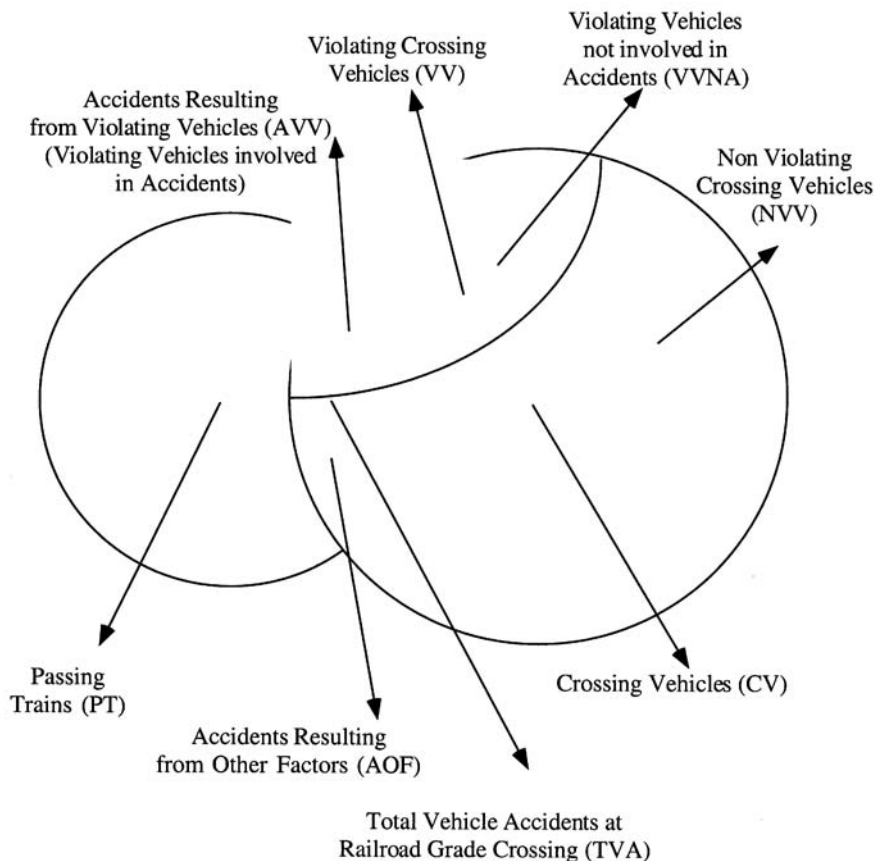 Violating Vehicles
not involved in
Accidents (VVNA)
Violating Crossing
Vehicles (VV)
Accidents Resulting
from Violating Vehicles (AVV)
(Violating Vehicles involved
in Accidents)
Non Violating
Crossing Vehicles
(NVV)
Passing
Trains (PT)
Crossing Vehicles (CV)
Accidents Resulting
from Other Factors (AOF)
Total Vehicle Accidents at
Railroad Grade Crossing (TVA)